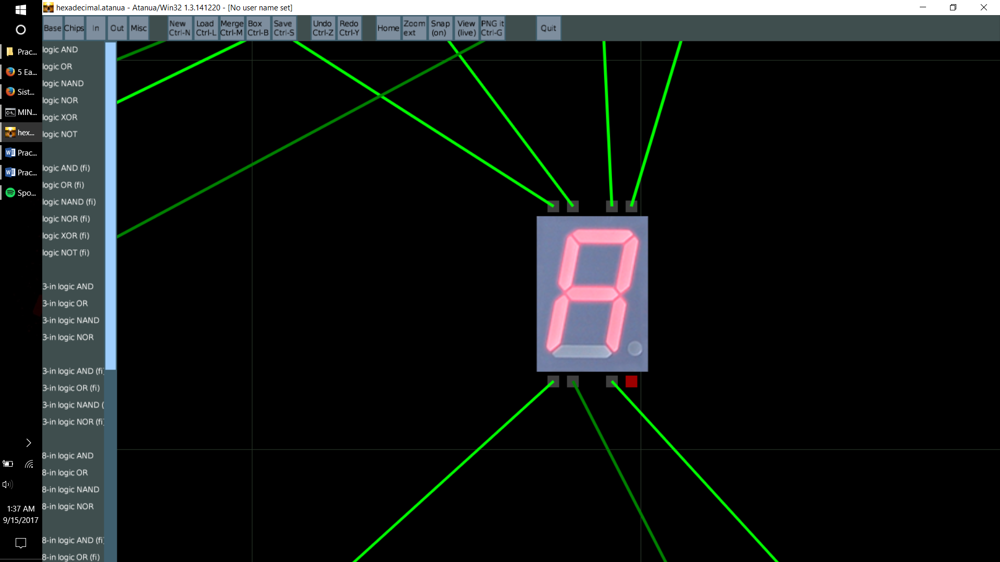 hexadecimal.atanua - Atanua/Win32 1.3.141220 - [No user name set]
Base Chips In Out Misc New Ctrl-N Load Ctrl-L Merge Ctrl-M Box Ctrl-B Save Ctrl-S Undo Ctrl-Z Redo Ctrl-Y Home Zoom ext Snap (on) View (live) PNG it Ctrl-G Quit
Prac...
5 Ea...
Sist...
MIN...
hex...
Prac...
Prac...
Spo...
1:37 AM
9/15/2017
logic AND
logic OR
logic NAND
logic NOR
logic XOR
logic NOT
logic AND (fi)
logic OR (fi)
logic NAND (fi)
logic NOR (fi)
logic XOR (fi)
logic NOT (fi)
3-in logic AND
3-in logic OR
3-in logic NAND
3-in logic NOR
3-in logic AND (fi)
3-in logic OR (fi)
3-in logic NAND (
3-in logic NOR (fi)
8-in logic AND
8-in logic OR
8-in logic NAND
8-in logic NOR
8-in logic AND (fi)
8-in logic OR (fi)
A